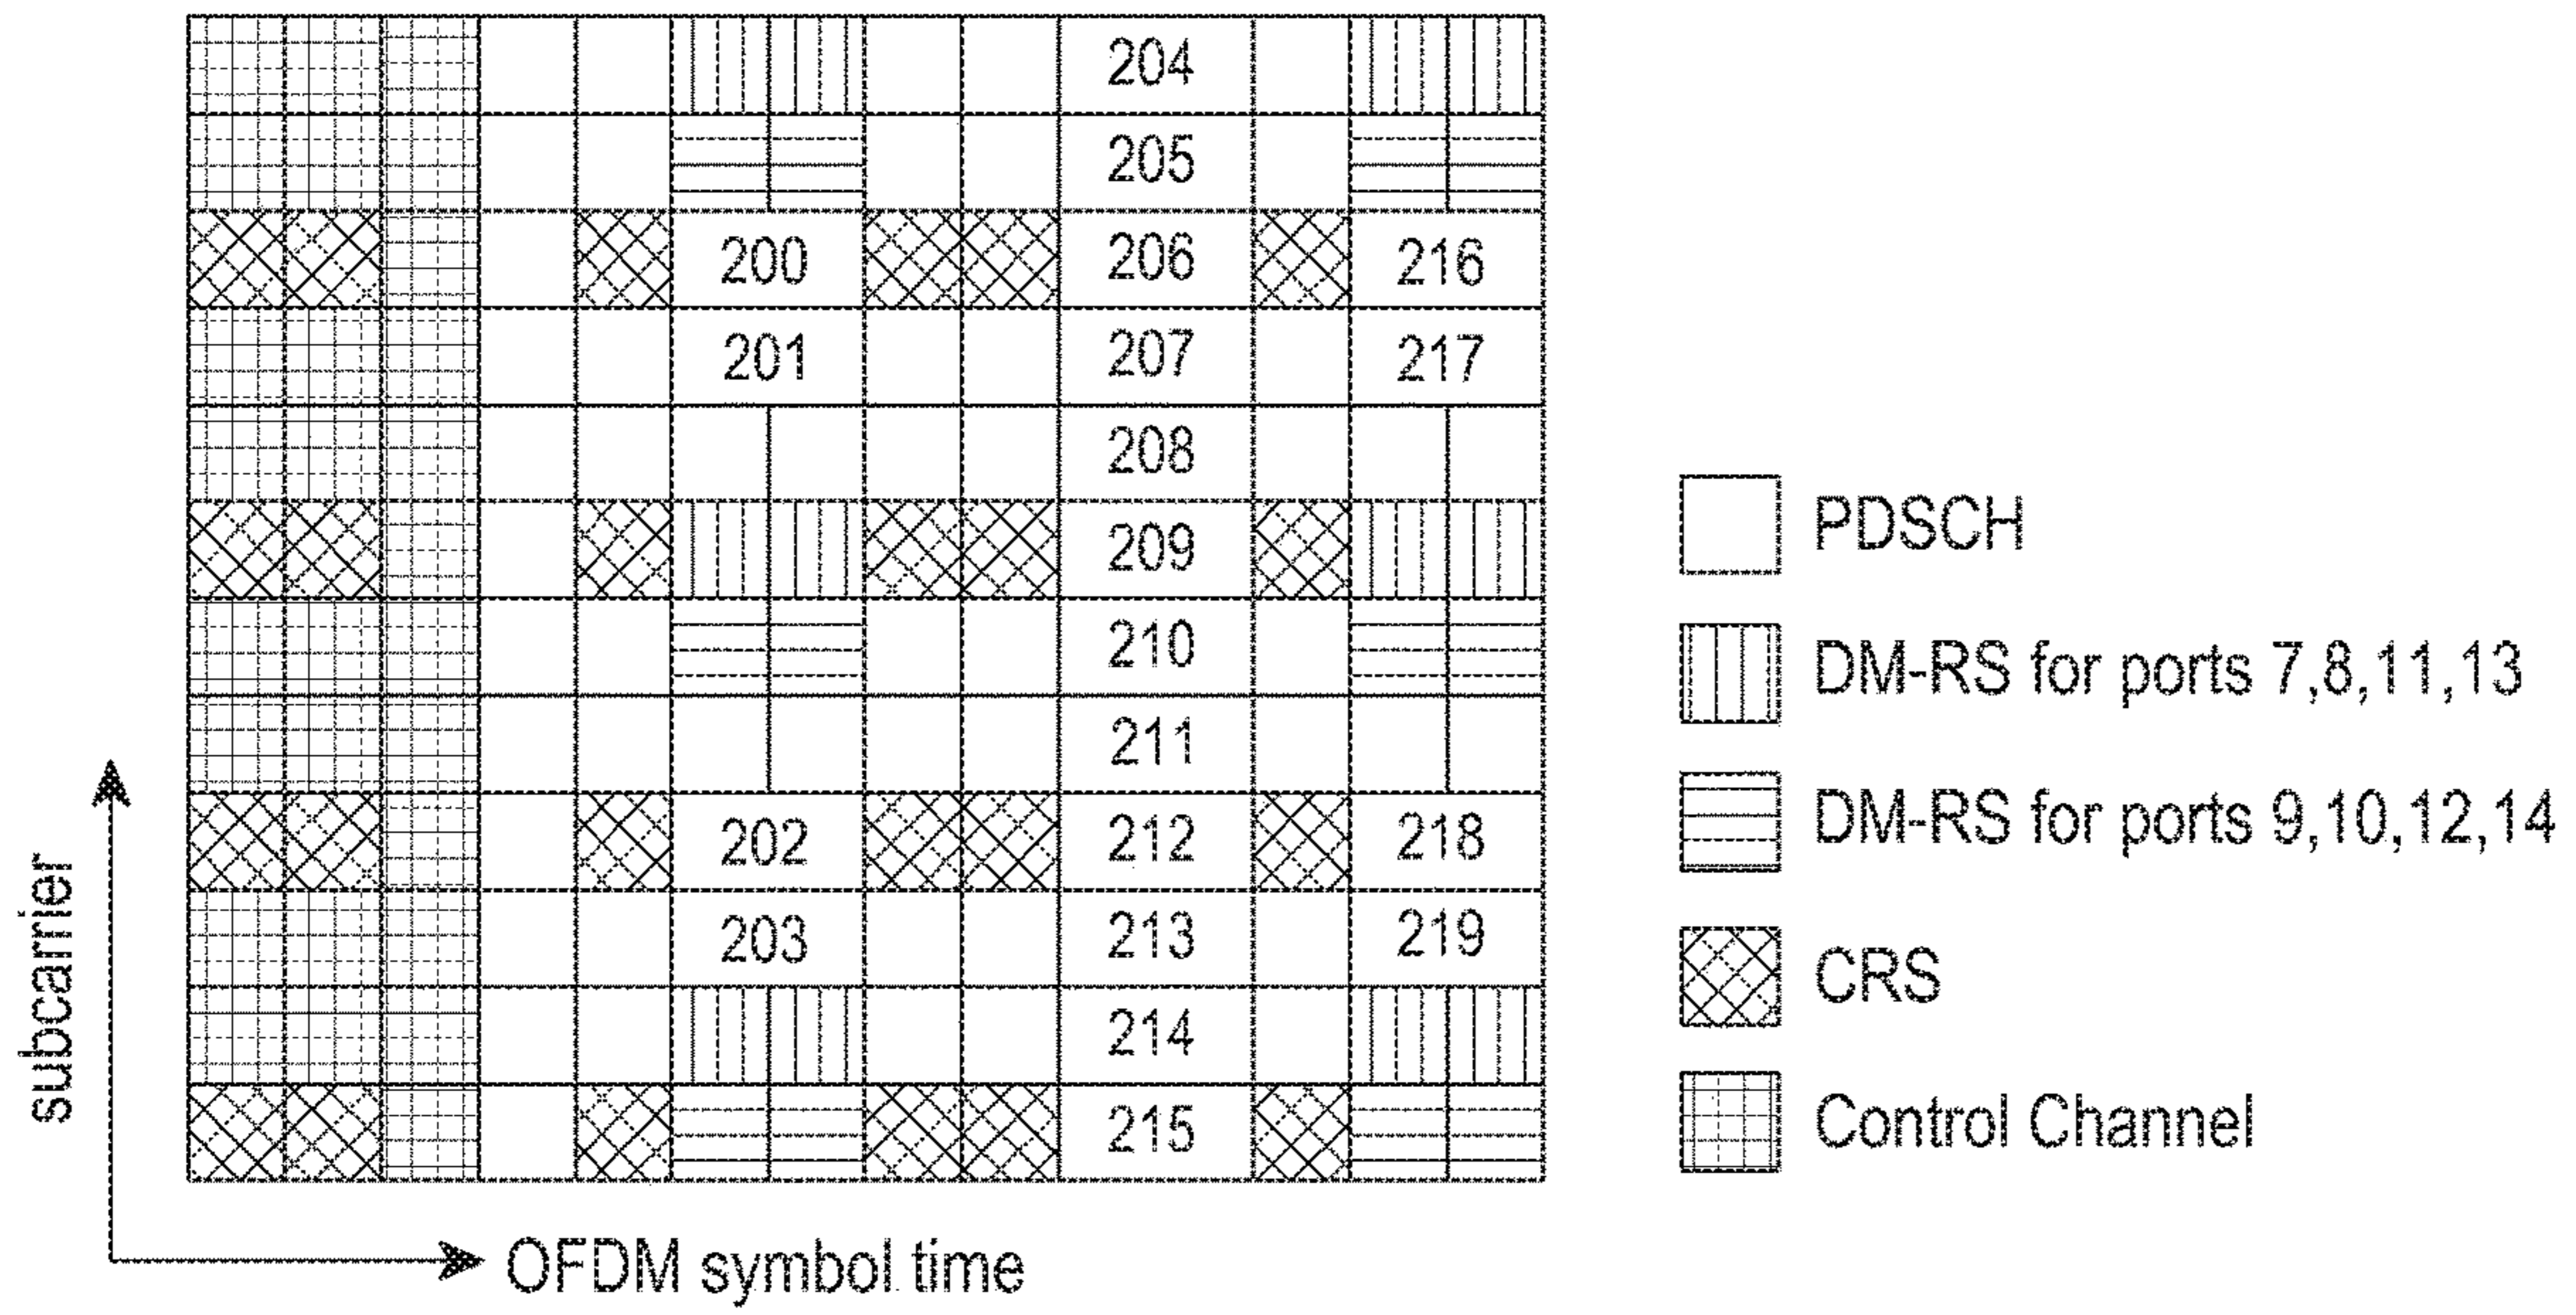 204
205
200 206 216
201 207 217
208
209
210
211
202 212 218
203 213 219
214
215
PDSCH
DM-RS for ports 7,8,11,13
DM-RS for ports 9,10,12,14
CRS
Control Channel
subcarrier
OFDM symbol time